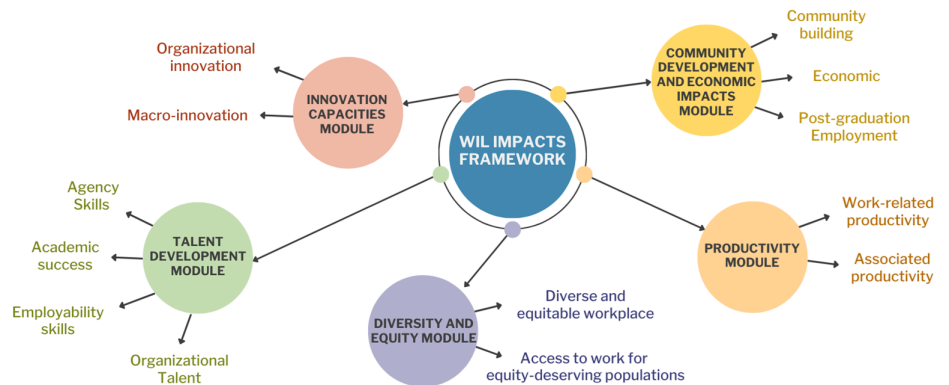 WIL IMPACTS
FRAMEWORK
INNOVATION
CAPACITIES
MODULE
Organizational
innovation
Macro-innovation
COMMUNITY
DEVELOPMENT
AND ECONOMIC
IMPACTS
MODULE
Community
building
Economic
Post-graduation
Employment
TALENT
DEVELOPMENT
MODULE
Agency
Skills
Academic
success
Employability
skills
Organizational
Talent
DIVERSITY AND
EQUITY MODULE
Diverse and
equitable workplace
Access to work for
equity-deserving populations
PRODUCTIVITY
MODULE
Work-related
productivity
Associated
productivity